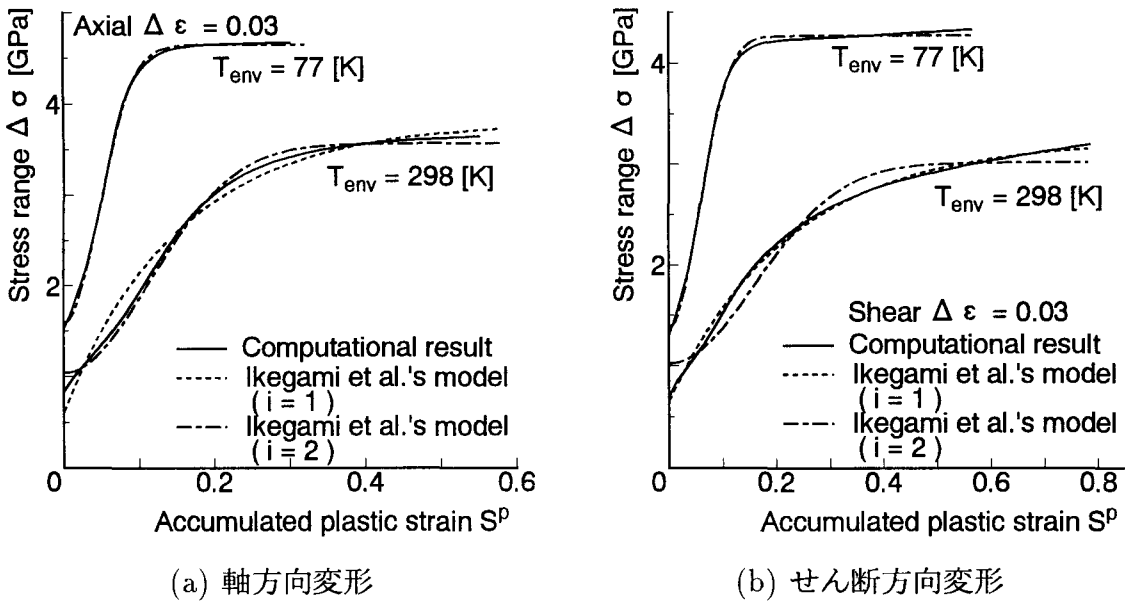 Axial Δ ε = 0.03
T_env = 77 [K]
T_env = 298 [K]
Stress range Δ σ [GPa]
4
2
Computational result
Ikegami et al.'s model
( i = 1 )
Ikegami et al.'s model
( i = 2 )
0 0.2 0.4 0.6
Accumulated plastic strain S^p
(a) 軸方向変形
T_env = 77 [K]
T_env = 298 [K]
Stress range Δ σ [GPa]
4
2
Shear Δ ε = 0.03
Computational result
Ikegami et al.'s model
( i = 1 )
Ikegami et al.'s model
( i = 2 )
0 0.2 0.4 0.6 0.8
Accumulated plastic strain S^p
(b) せん断方向変形